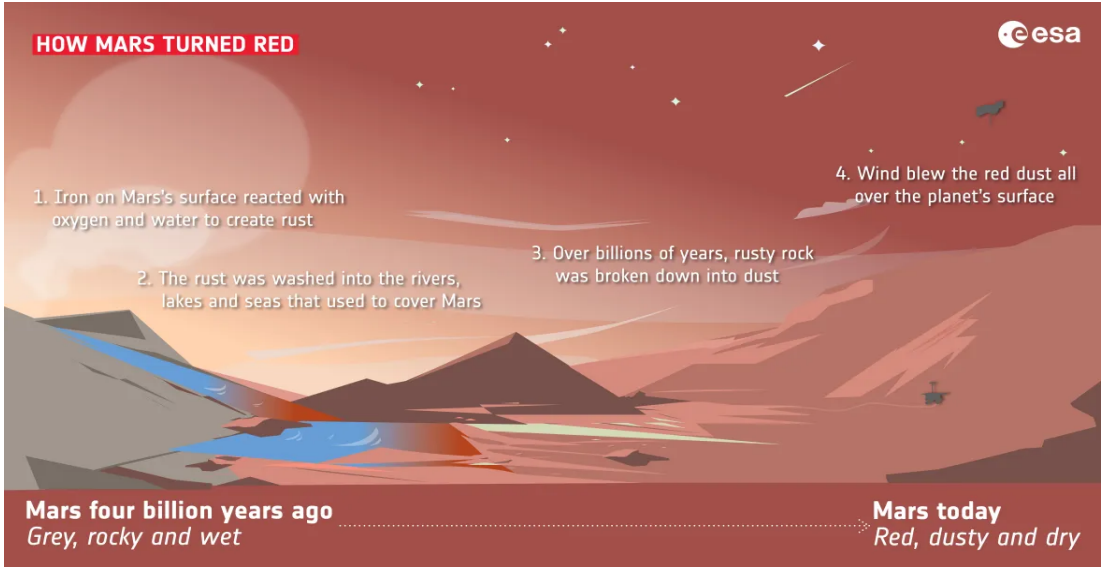 HOW MARS TURNED RED
esa
1. Iron on Mars's surface reacted with
oxygen and water to create rust
2. The rust was washed into the rivers,
lakes and seas that used to cover Mars
3. Over billions of years, rusty rock
was broken down into dust
4. Wind blew the red dust all
over the planet's surface
Mars four billion years ago
Grey, rocky and wet
Mars today
Red, dusty and dry